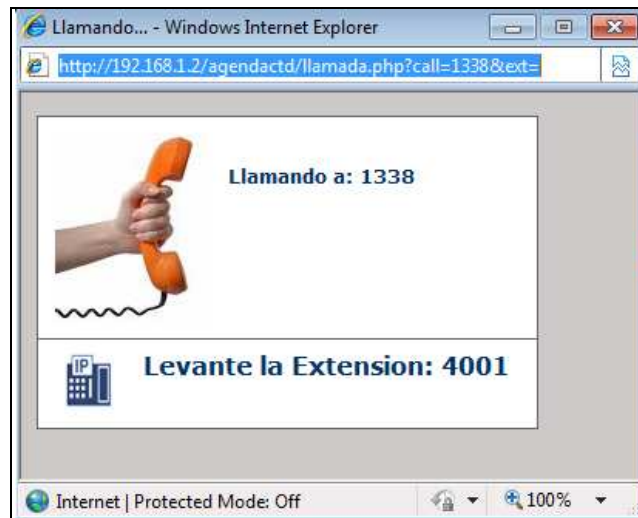 Llamando... - Windows Internet Explorer
http://192.168.1.2/agendactd/llamada.php?call=1338&ext=
Llamando a: 1338
IP
Levante la Extension: 4001
Internet | Protected Mode: Off
100%